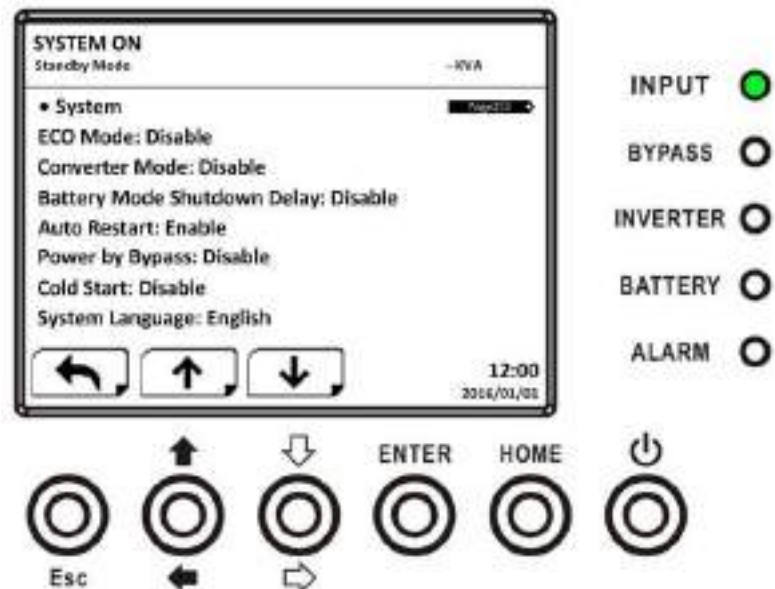 SYSTEM ON
Standby Mode
--KVA
• System
ECO Mode: Disable
Converter Mode: Disable
Battery Mode Shutdown Delay: Disable
Auto Restart: Enable
Power by Bypass: Disable
Cold Start: Disable
System Language: English
12:00
2016/01/01
INPUT
BYPASS
INVERTER
BATTERY
ALARM
ENTER
HOME
Esc